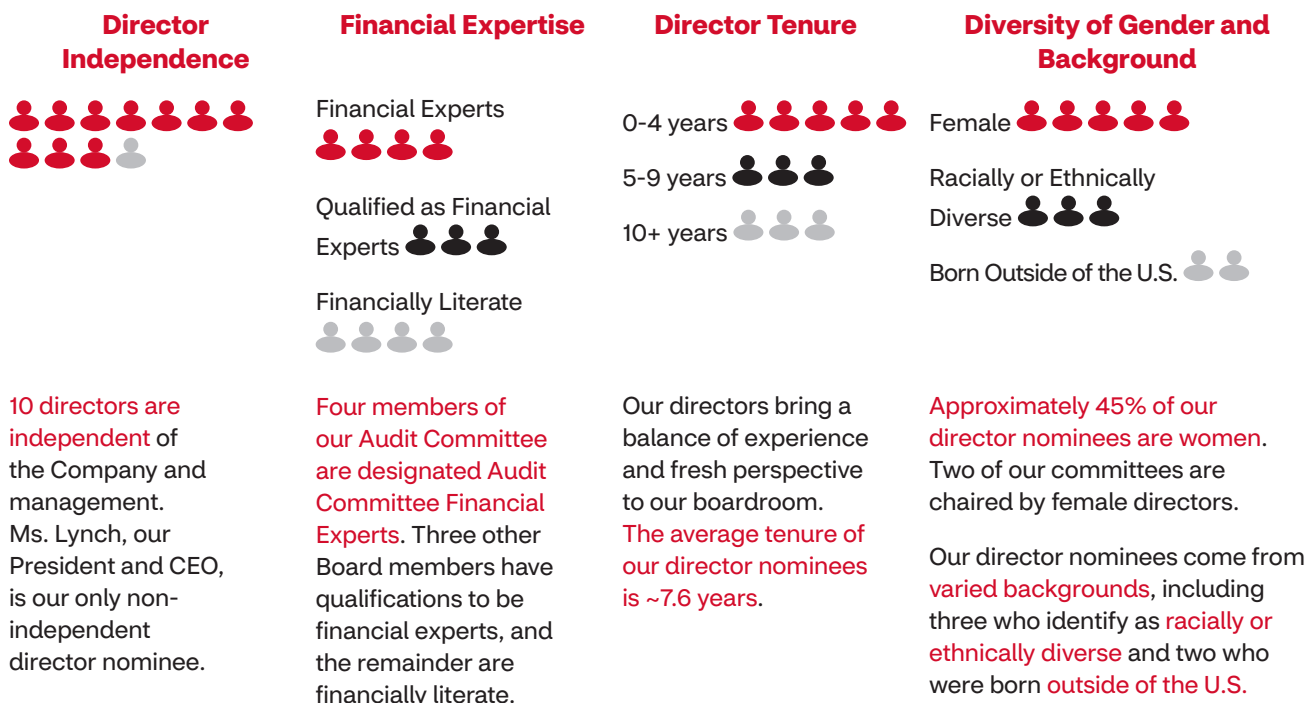 Director
Independence
Financial Expertise
Financial Experts
Qualified as Financial
Experts
Financially Literate
Director Tenure
0-4 years
5-9 years
10+ years
Diversity of Gender and
Background
Female
Racially or Ethnically
Diverse
Born Outside of the U.S.
10 directors are
independent of
the Company and
management.
Ms. Lynch, our
President and CEO,
is our only non-
independent
director nominee.
Four members of
our Audit Committee
are designated Audit
Committee Financial
Experts. Three other
Board members have
qualifications to be
financial experts, and
the remainder are
financially literate.
Our directors bring a
balance of experience
and fresh perspective
to our boardroom.
The average tenure of
our director nominees
is ~7.6 years.
Approximately 45% of our
director nominees are women.
Two of our committees are
chaired by female directors.
Our director nominees come from
varied backgrounds, including
three who identify as racially or
ethnically diverse and two who
were born outside of the U.S.